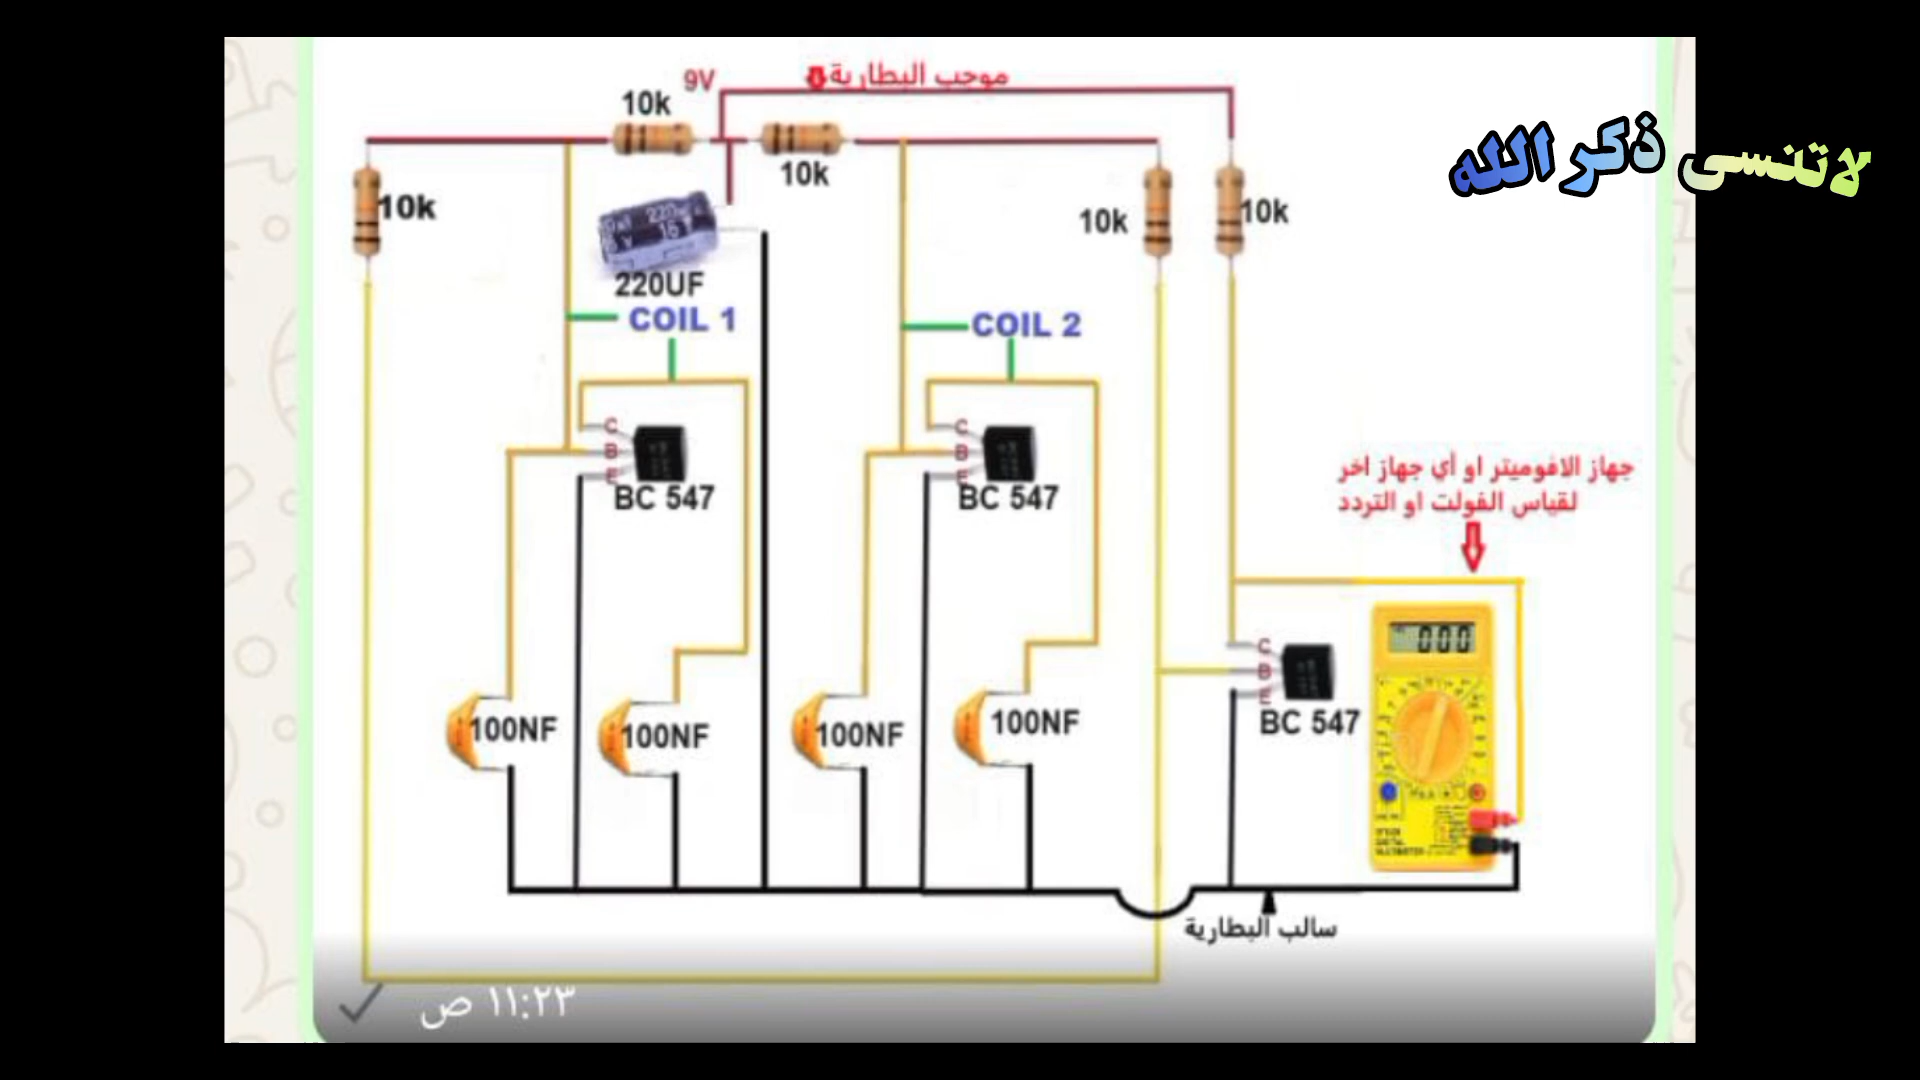 9V
موجب البطارية
10k
10k
لاتنسى ذكر الله
10k
10k
10k
220UF
COIL 1
COIL 2
C
B
E
BC 547
C
B
E
BC 547
جهاز الافوميتر او أي جهاز اخر
لقياس الفولت او التردد
000
C
B
E
BC 547
100NF
100NF
100NF
100NF
سالب البطارية
١١:٢٣ ص